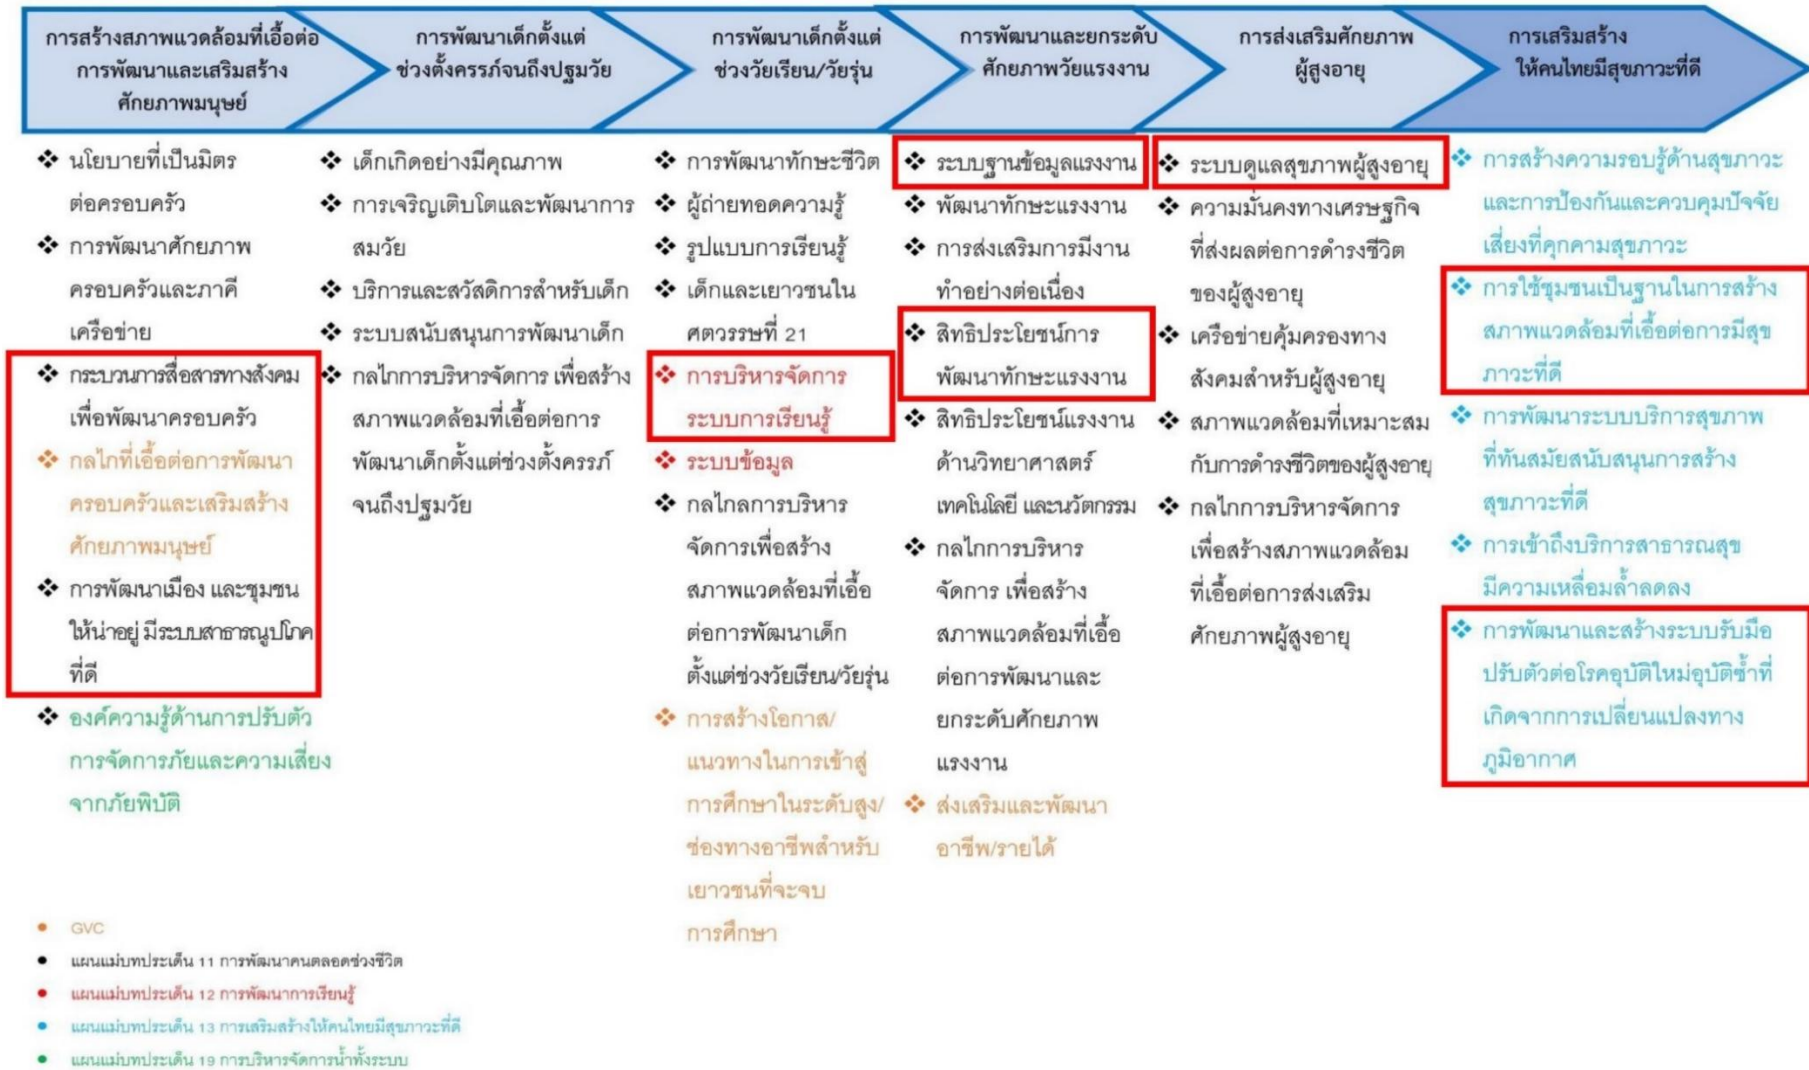 การสร้างสภาพแวดล้อมที่เอื้อต่อ
การพัฒนาและเสริมสร้าง
ศักยภาพมนุษย์
การพัฒนาเด็กตั้งแต่
ช่วงตั้งครรภ์จนถึงปฐมวัย
การพัฒนาเด็กตั้งแต่
ช่วงวัยเรียน/วัยรุ่น
การพัฒนาและยกระดับ
ศักยภาพวัยแรงงาน
การส่งเสริมศักยภาพ
ผู้สูงอายุ
การเสริมสร้าง
ให้คนไทยมีสุขภาวะที่ดี
❖ นโยบายที่เป็นมิตร
ต่อครอบครัว
❖ การพัฒนาศักยภาพ
ครอบครัวและภาคี
เครือข่าย
❖ กระบวนการสื่อสารทางสังคม
เพื่อพัฒนาครอบครัว
❖ กลไกที่เอื้อต่อการพัฒนา
ครอบครัวและเสริมสร้าง
ศักยภาพมนุษย์
❖ การพัฒนาเมือง และชุมชน
ให้น่าอยู่ มีระบบสาธารณูปโภค
ที่ดี
❖ องค์ความรู้ด้านการปรับตัว
การจัดการภัยและความเสี่ยง
จากภัยพิบัติ
❖ เด็กเกิดอย่างมีคุณภาพ
❖ การเจริญเติบโตและพัฒนาการ
สมวัย
❖ บริการและสวัสดิการสำหรับเด็ก
❖ ระบบสนับสนุนการพัฒนาเด็ก
❖ กลไกการบริหารจัดการ เพื่อสร้าง
สภาพแวดล้อมที่เอื้อต่อการ
พัฒนาเด็กตั้งแต่ช่วงตั้งครรภ์
จนถึงปฐมวัย
❖ การพัฒนาทักษะชีวิต
❖ ผู้ถ่ายทอดความรู้
❖ รูปแบบการเรียนรู้
❖ เด็กและเยาวชนใน
ศตวรรษที่ 21
❖ การบริหารจัดการ
ระบบการเรียนรู้
❖ ระบบข้อมูล
❖ กลไกลการบริหาร
จัดการเพื่อสร้าง
สภาพแวดล้อมที่เอื้อ
ต่อการพัฒนาเด็ก
ตั้งแต่ช่วงวัยเรียน/วัยรุ่น
❖ การสร้างโอกาส/
แนวทางในการเข้าสู่
การศึกษาในระดับสูง/
ช่องทางอาชีพสำหรับ
เยาวชนที่จะจบ
การศึกษา
❖ ระบบฐานข้อมูลแรงงาน
❖ พัฒนาทักษะแรงงาน
❖ การส่งเสริมการมีงาน
ทำอย่างต่อเนื่อง
❖ สิทธิประโยชน์การ
พัฒนาทักษะแรงงาน
❖ สิทธิประโยชน์แรงงาน
ด้านวิทยาศาสตร์
เทคโนโลยี และนวัตกรรม
❖ กลไกการบริหาร
จัดการ เพื่อสร้าง
สภาพแวดล้อมที่เอื้อ
ต่อการพัฒนาและ
ยกระดับศักยภาพ
แรงงาน
❖ ส่งเสริมและพัฒนา
อาชีพ/รายได้
❖ ระบบดูแลสุขภาพผู้สูงอายุ
❖ ความมั่นคงทางเศรษฐกิจ
ที่ส่งผลต่อการดำรงชีวิต
ของผู้สูงอายุ
❖ เครือข่ายคุ้มครองทาง
สังคมสำหรับผู้สูงอายุ
❖ สภาพแวดล้อมที่เหมาะสม
กับการดำรงชีวิตของผู้สูงอายุ
❖ กลไกการบริหารจัดการ
เพื่อสร้างสภาพแวดล้อม
ที่เอื้อต่อการส่งเสริม
ศักยภาพผู้สูงอายุ
❖ การสร้างความรอบรู้ด้านสุขภาวะ
และการป้องกันและควบคุมปัจจัย
เสี่ยงที่คุกคามสุขภาวะ
❖ การใช้ชุมชนเป็นฐานในการสร้าง
สภาพแวดล้อมที่เอื้อต่อการมีสุข
ภาวะที่ดี
❖ การพัฒนาระบบบริการสุขภาพ
ที่ทันสมัยสนับสนุนการสร้าง
สุขภาวะที่ดี
❖ การเข้าถึงบริการสาธารณสุข
มีความเหลื่อมล้ำลดลง
❖ การพัฒนาและสร้างระบบรับมือ
ปรับตัวต่อโรคอุบัติใหม่อุบัติซ้ำที่
เกิดจากการเปลี่ยนแปลงทาง
ภูมิอากาศ
• GVC
• แผนแม่บทประเด็น 11 การพัฒนาคนตลอดช่วงชีวิต
• แผนแม่บทประเด็น 12 การพัฒนาการเรียนรู้
• แผนแม่บทประเด็น 13 การเสริมสร้างให้คนไทยมีสุขภาวะที่ดี
• แผนแม่บทประเด็น 19 การบริหารจัดการน้ำทั้งระบบ